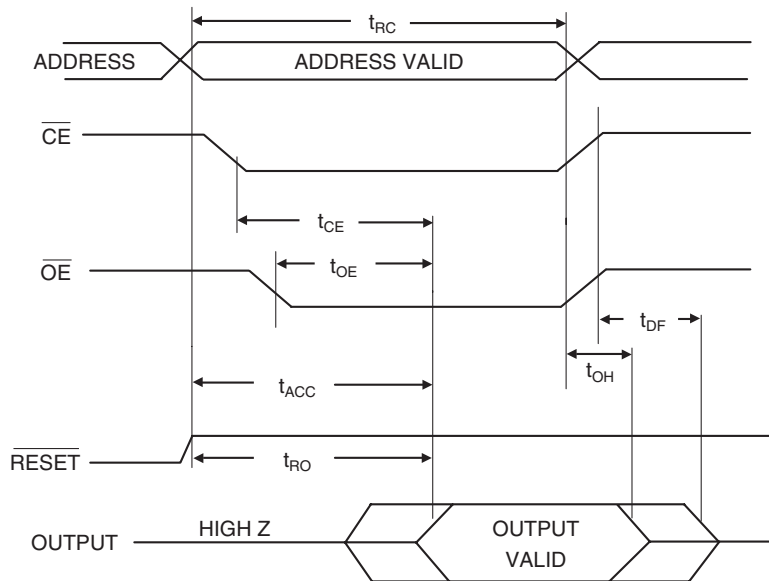 tRC
ADDRESS
ADDRESS VALID
CE
tCE
OE
tOE
tDF
tOH
tACC
RESET
tRO
OUTPUT
HIGH Z
OUTPUT
VALID